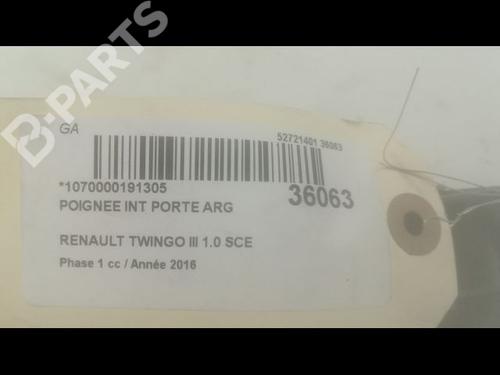 B-PARTS
GA
52721401 36063
*1070000191305
36063
POIGNEE INT PORTE ARG
RENAULT TWINGO III 1.0 SCE
Phase 1 cc / Année 2016